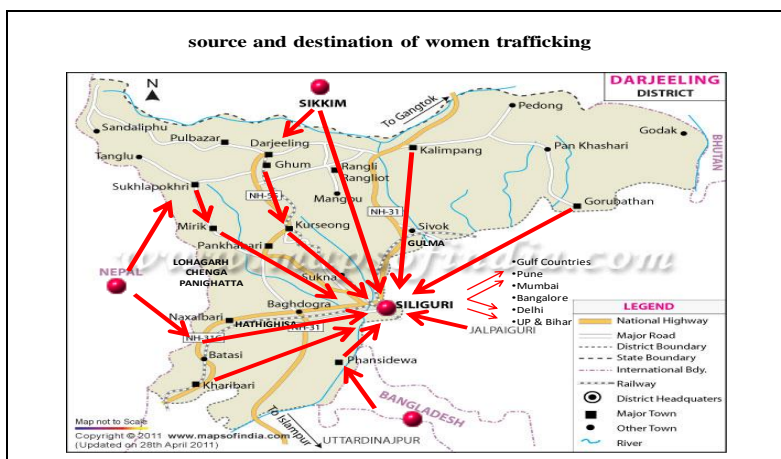 source and destination of women trafficking
DARJEELING
DISTRICT
N
SIKKIM
To Gangtok
Pedong
Sandaliphu
Pulbazar
Darjeeling
Godak
Tanglu
Ghum
Rangli
Rangliot
Kalimpang
Pan Khashari
BHUTAN
Sukhlapokhri
NH-55
Mangpu
NH-31
Gorubathan
Mirik
Kurseong
Sivok
Pankhabari
GULMA
LOHAGARH
CHENGA
PANIGHATTA
NEPAL
Sukna
•Gulf Countries
•Pune
•Mumbai
•Bangalore
•Delhi
•UP & Bihar
SILIGURI
Baghdogra
Naxalbari
HATHIGHISA
NH-31
JALPAIGURI
NH-31C
Batasi
Phansidewa
Kharibari
BANGLADESH
To Islampur
UTTARDINAJPUR
LEGEND
National Highway
Major Road
District Boundary
State Boundary
International Bdy.
Railway
District Headquaters
Major Town
Other Town
River
Map not to Scale
Copyright © 2011 www.mapsofindia.com
(Updated on 28th April 2011)